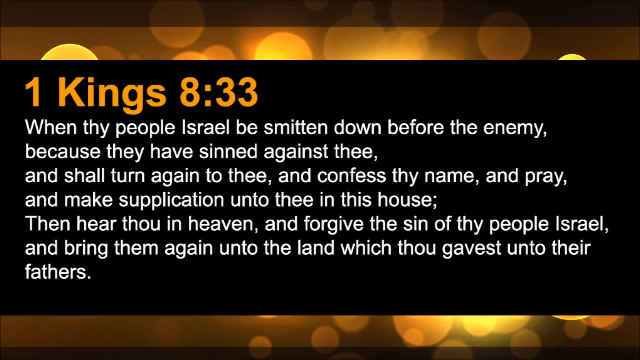 1 Kings 8:33
When thy people Israel be smitten down before the enemy,
because they have sinned against thee,
and shall turn again to thee, and confess thy name, and pray,
and make supplication unto thee in this house;
Then hear thou in heaven, and forgive the sin of thy people Israel,
and bring them again unto the land which thou gavest unto their
fathers.